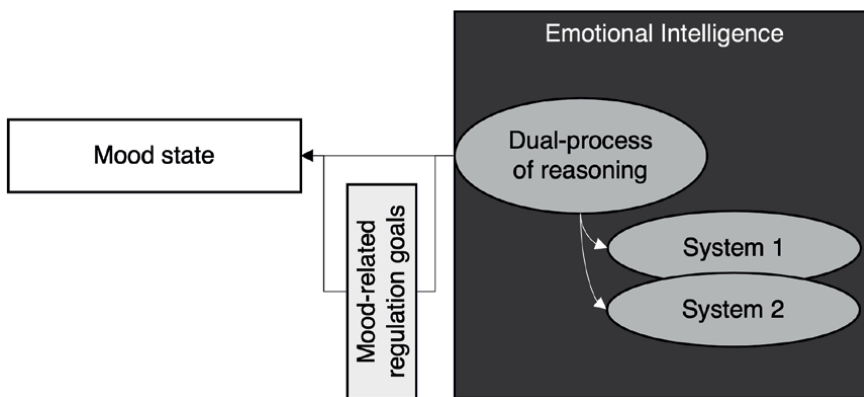 Emotional Intelligence
Mood state
Dual-process
of reasoning
Mood-related
regulation goals
System 1
System 2